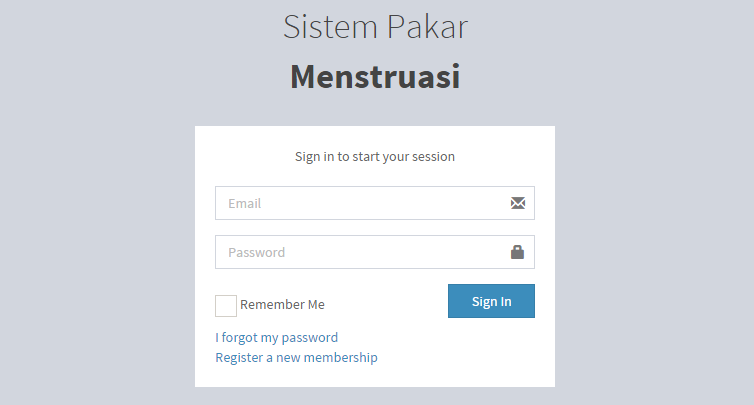 Sistem Pakar
Menstruasi
Sign in to start your session
Email
Password
Remember Me
Sign In
I forgot my password
Register a new membership